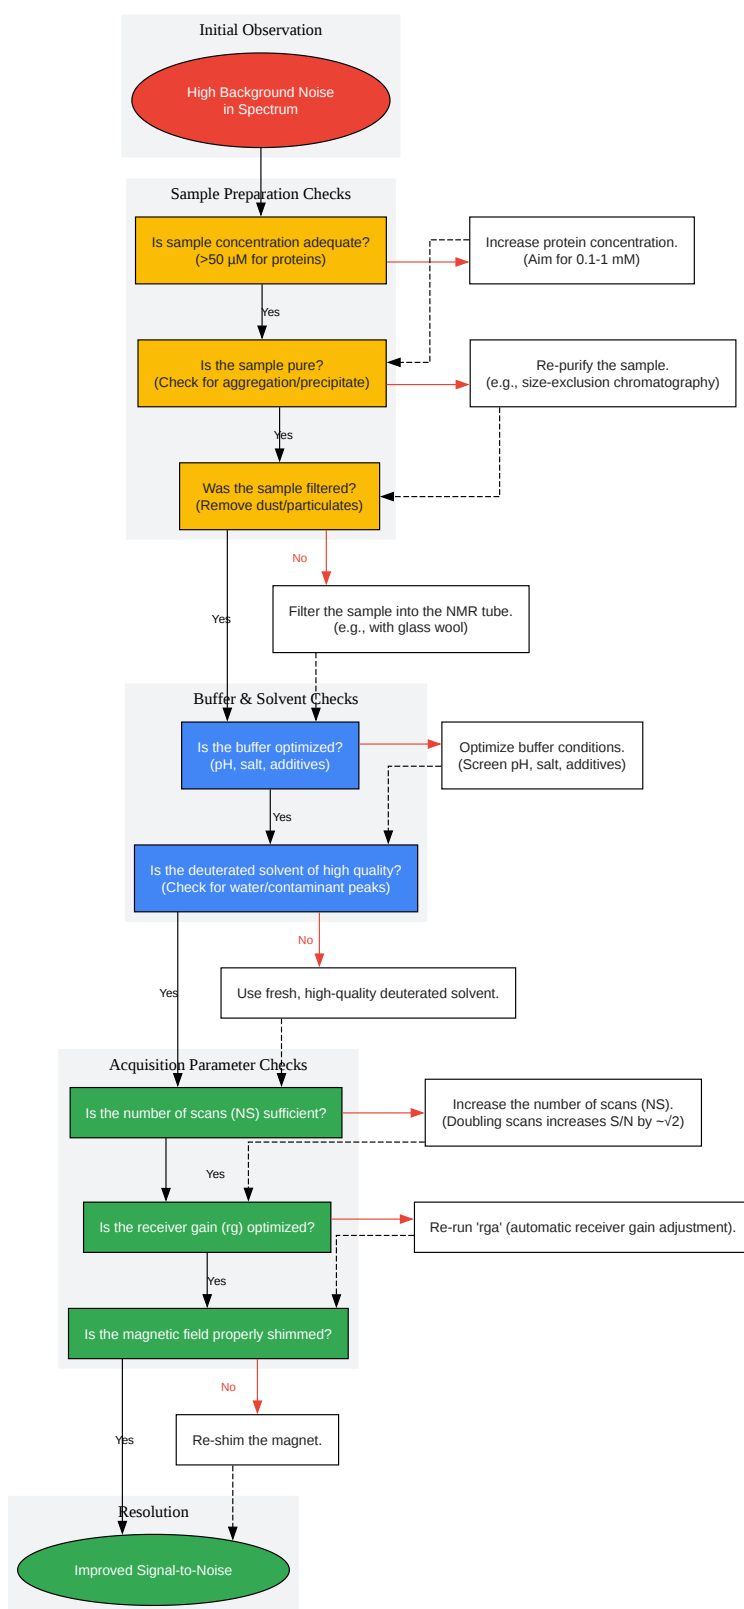 Initial Observation
High Background Noise
in Spectrum
Sample Preparation Checks
Is sample concentration adequate?
(>50 µM for proteins)
Increase protein concentration.
(Aim for 0.1-1 mM)
Yes
Is the sample pure?
(Check for aggregation/precipitate)
Re-purify the sample.
(e.g., size-exclusion chromatography)
Yes
Was the sample filtered?
(Remove dust/particulates)
No
Filter the sample into the NMR tube.
(e.g., with glass wool)
Yes
Buffer & Solvent Checks
Is the buffer optimized?
(pH, salt, additives)
Optimize buffer conditions.
(Screen pH, salt, additives)
Yes
Is the deuterated solvent of high quality?
(Check for water/contaminant peaks)
No
Use fresh, high-quality deuterated solvent.
Yes
Acquisition Parameter Checks
Is the number of scans (NS) sufficient?
Increase the number of scans (NS).
(Doubling scans increases S/N by ~√2)
Yes
Is the receiver gain (rg) optimized?
Re-run 'rga' (automatic receiver gain adjustment).
Yes
Is the magnetic field properly shimmed?
No
Re-shim the magnet.
Yes
Resolution
Improved Signal-to-Noise